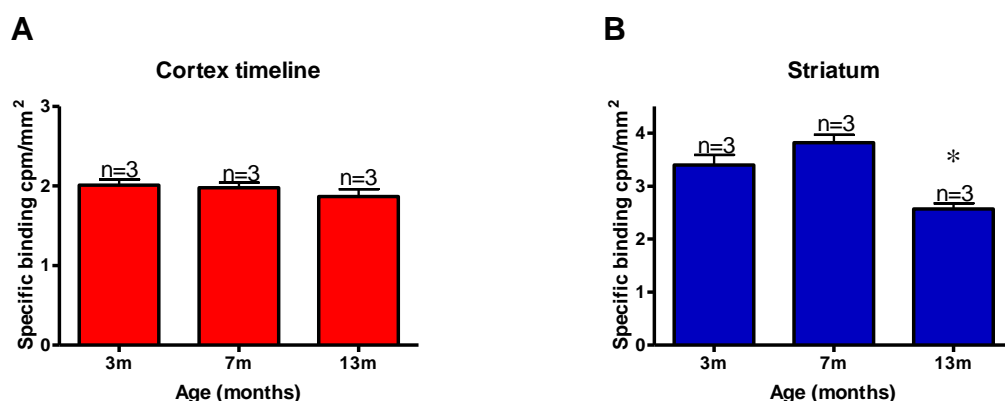 A
Cortex timeline
Specific binding cpm/mm²
3
2
1
0
n=3
n=3
n=3
3m
7m
13m
Age (months)
B
Striatum
Specific binding cpm/mm²
4
3
2
1
0
n=3
n=3
*
n=3
3m
7m
13m
Age (months)